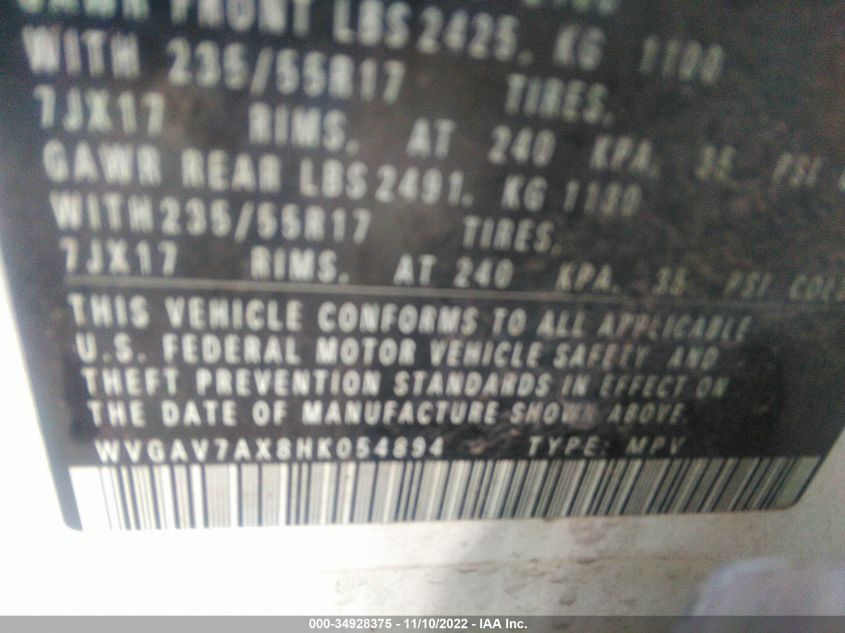 GAWR FRONT LBS 2425. KG 1100
WITH 235/55R17 TIRES.
7JX17 RIMS. AT 240 KPA. 35 PSI
GAWR REAR LBS 2491. KG 1130
WITH 235/55R17 TIRES.
7JX17 RIMS. AT 240 KPA. 35 PSI COLD
THIS VEHICLE CONFORMS TO ALL APPLICABLE
U.S. FEDERAL MOTOR VEHICLE SAFETY AND
THEFT PREVENTION STANDARDS IN EFFECT ON
THE DATE OF MANUFACTURE SHOWN ABOVE.
WVGAV7AX8HK054894 TYPE: MPV
000-34928375 - 11/10/2022 - IAA Inc.